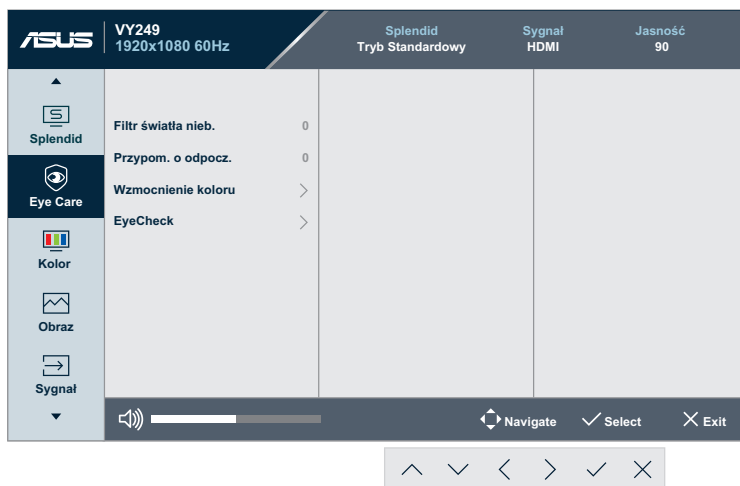 ASUS
VY249
1920x1080 60Hz
Splendid
Tryb Standardowy
Sygnał
HDMI
Jasność
90
Splendid
Eye Care
Kolor
Obraz
Sygnał
Filtr światła nieb. 0
Przypom. o odpocz. 0
Wzmocnienie koloru
EyeCheck
Navigate
Select
Exit